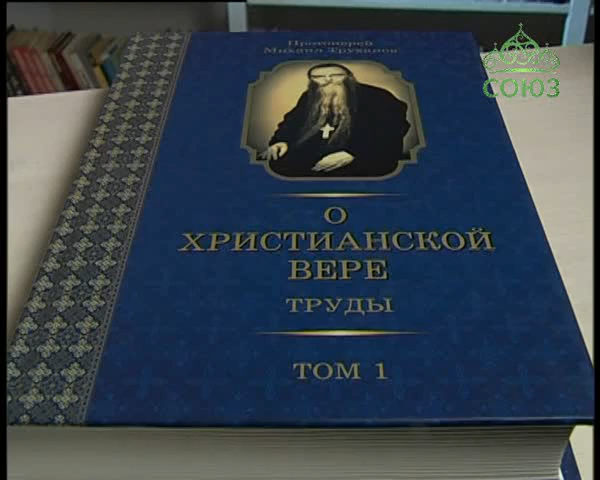 Протоиерей
Михаил Труханов
О
ХРИСТИАНСКОЙ
ВЕРЕ
ТРУДЫ
ТОМ 1
СОЮЗ